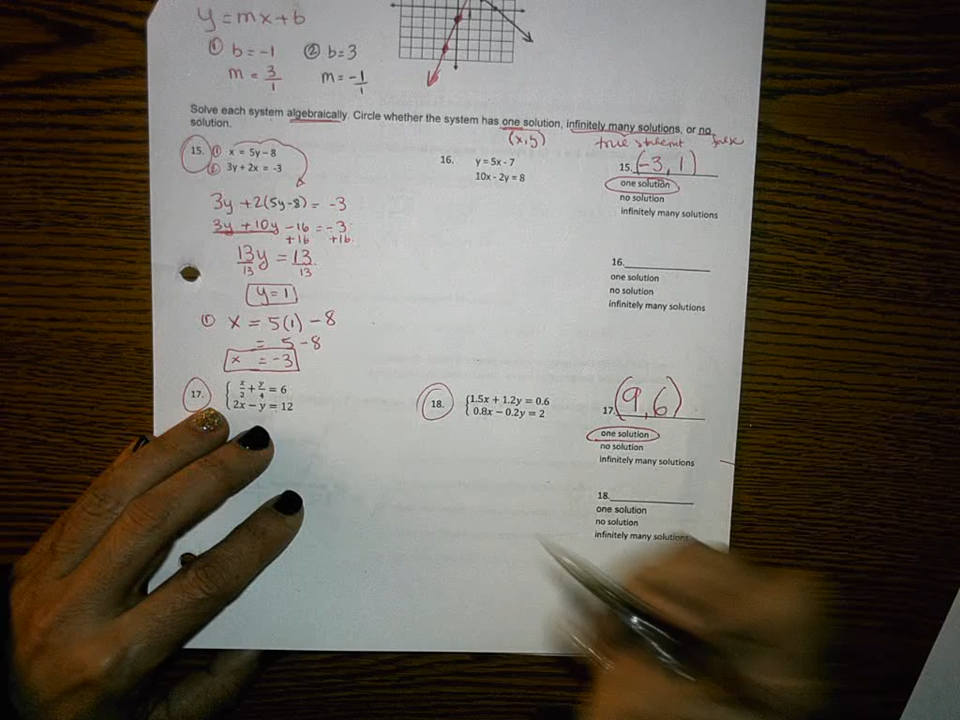 y = mx + b
① b = -1 ② b = 3
m = 3/1 m = -1/1
Solve each system algebraically. Circle whether the system has one solution, infinitely many solutions, or no
solution.
(x,y) true statement false
15. ① x = 5y – 8
② 3y + 2x = -3
3y + 2(5y-8) = -3
3y + 10y - 16 = -3
+16 +16
13y = 13
13 13
y = 1
① x = 5(1) - 8
= 5 - 8
x = -3
16. y = 5x - 7
10x - 2y = 8
15. (-3, 1)
one solution
no solution
infinitely many solutions
16.
one solution
no solution
infinitely many solutions
17. x/2 + y/4 = 6
2x – y = 12
18. 1.5x + 1.2y = 0.6
0.8x – 0.2y = 2
17. (9, 6)
one solution
no solution
infinitely many solutions
18.
one solution
no solution
infinitely many solutions